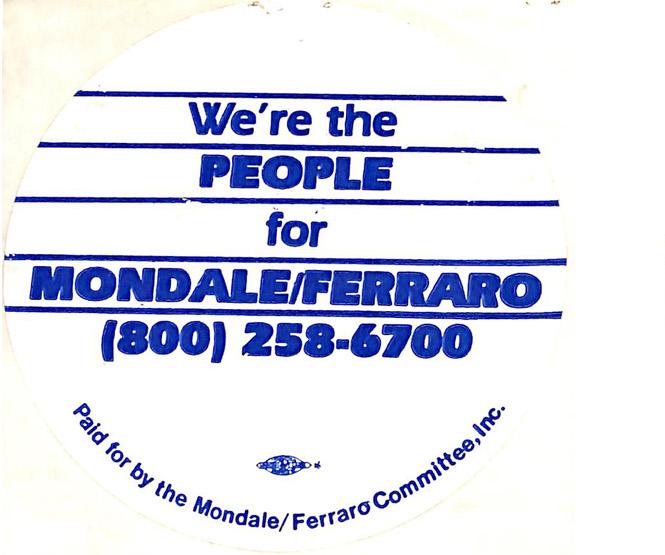 We're the
PEOPLE
for
MONDALE/FERRARO
(800) 258-6700
Paid for by the Mondale/Ferraro Committee, Inc.